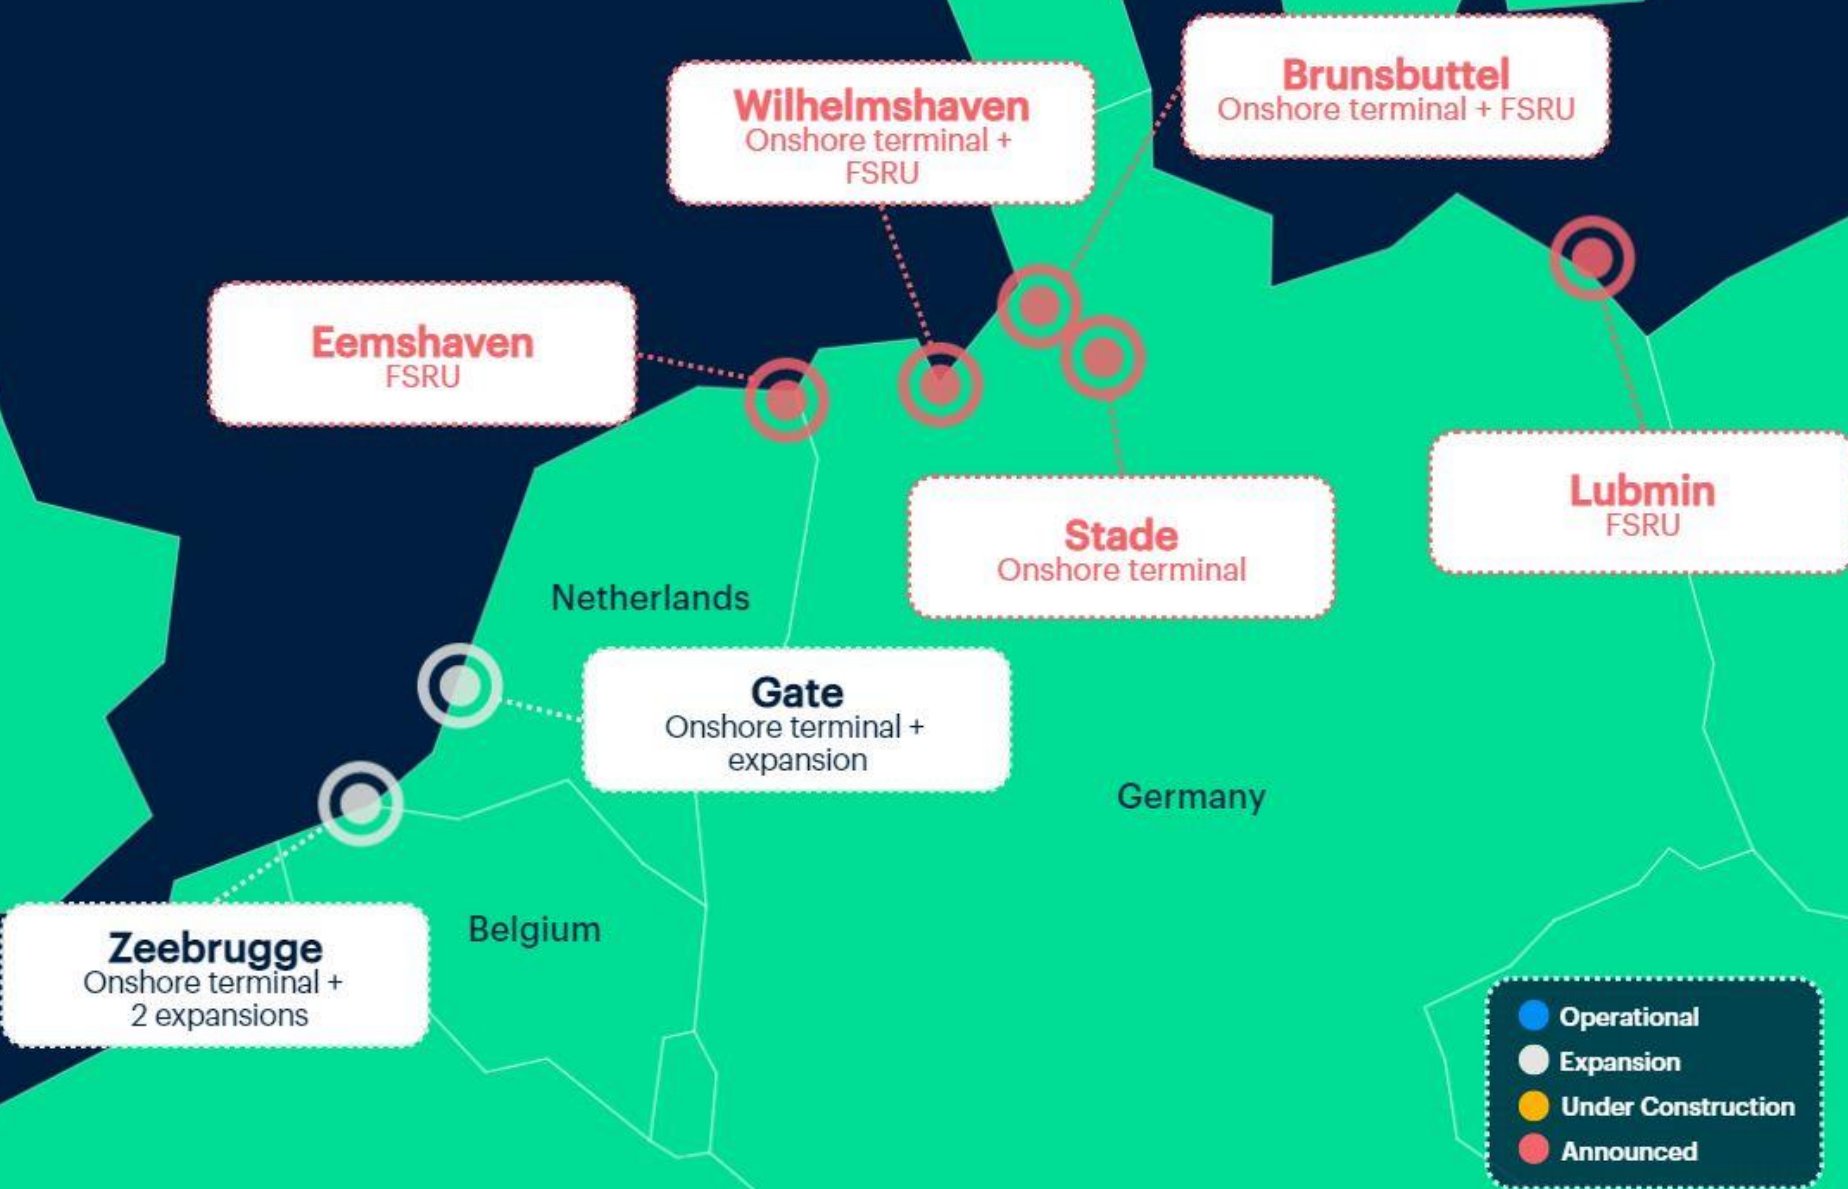 Brunsbuttel
Onshore terminal + FSRU
Wilhelmshaven
Onshore terminal +
FSRU
Eemshaven
FSRU
Lubmin
FSRU
Stade
Onshore terminal
Netherlands
Gate
Onshore terminal +
expansion
Germany
Belgium
Zeebrugge
Onshore terminal +
2 expansions
Operational
Expansion
Under Construction
Announced